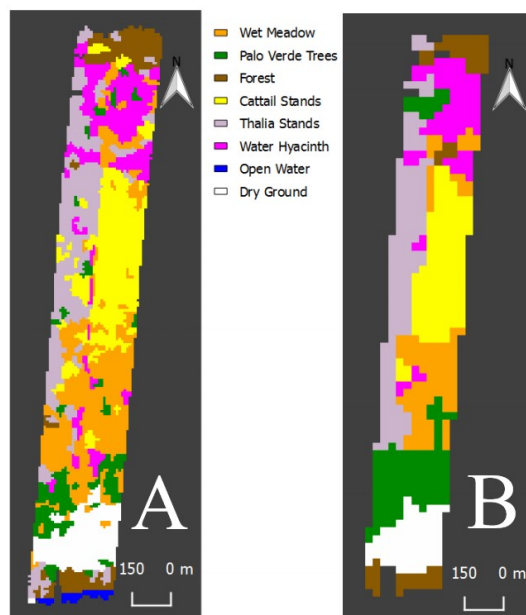 N
Wet Meadow
Palo Verde Trees
Forest
Cattail Stands
Thalia Stands
Water Hyacinth
Open Water
Dry Ground
N
A
150 0 m
B
150 0 m